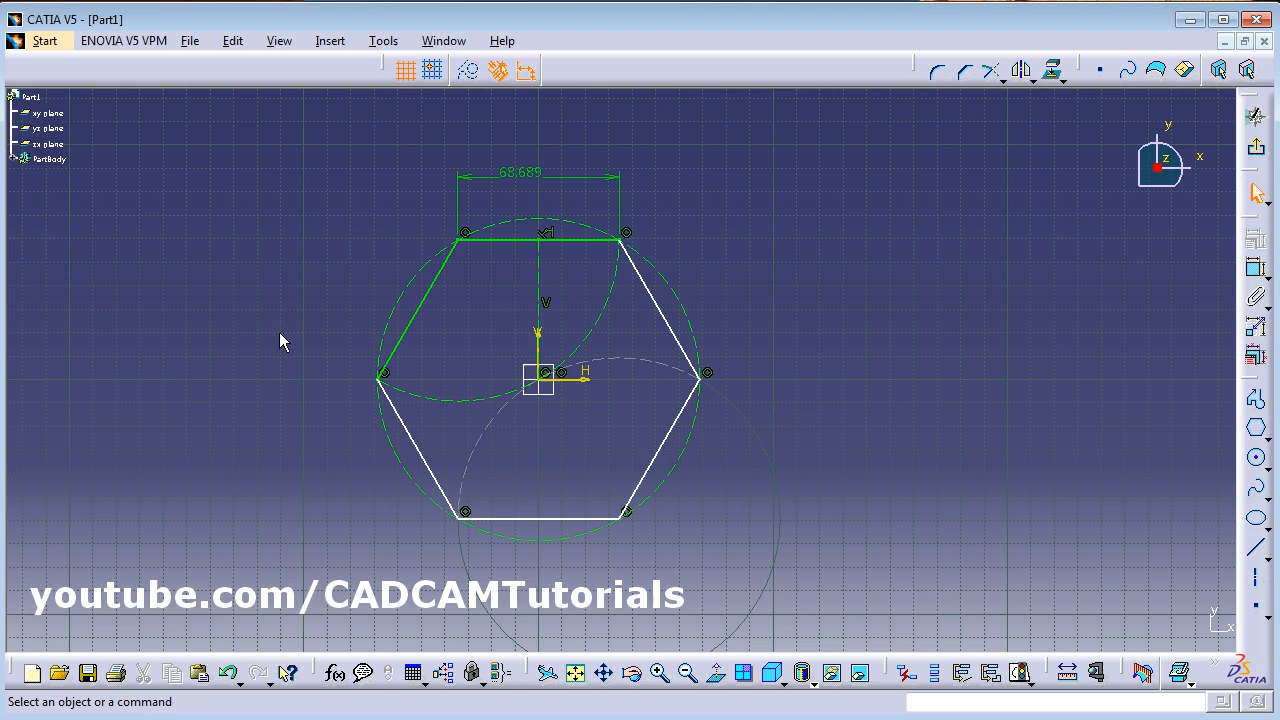 CATIA V5 - [Part1]
Start ENOVIA V5 VPM File Edit View Insert Tools Window Help
Part1
xy plane
yz plane
zx plane
PartBody
y
x
z
68,689
V
V
H
youtube.com/CADCAMTutorials
y
x
f(x)
DS
CATIA
Select an object or a command